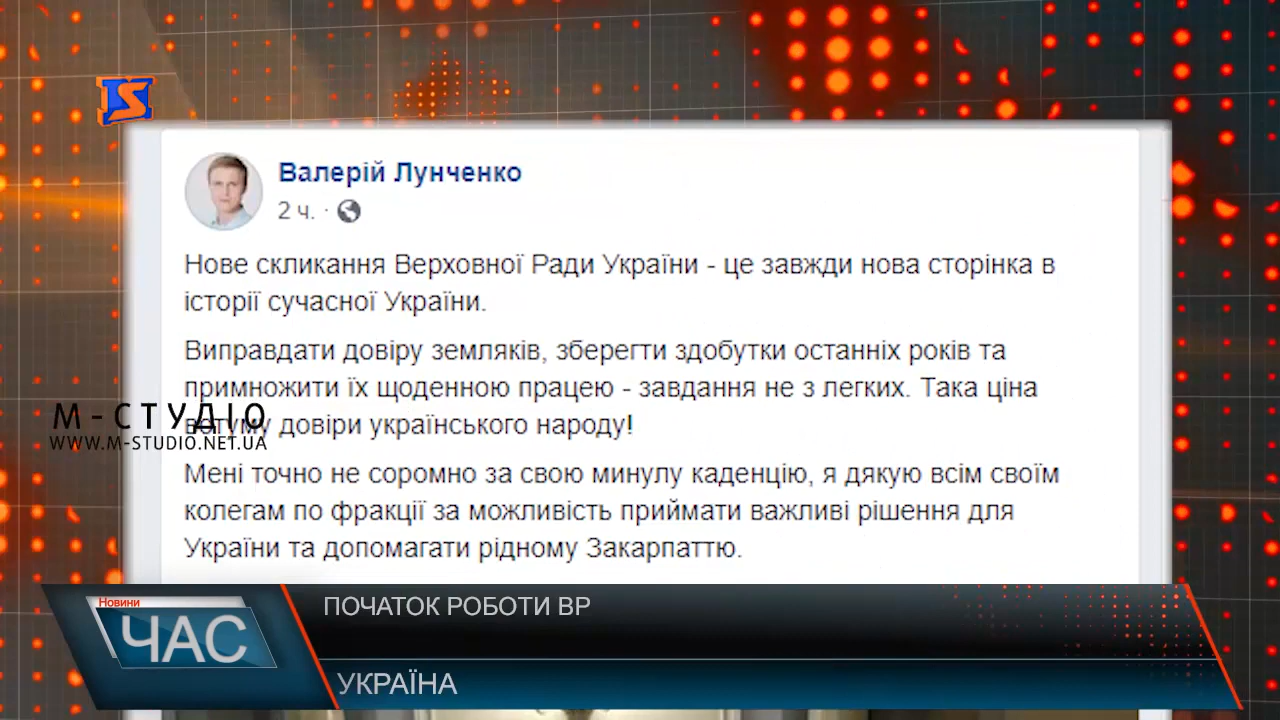 Валерій Лунченко
2 ч. ·
Нове скликання Верховної Ради України - це завжди нова сторінка в
історії сучасної України.
Виправдати довіру земляків, зберегти здобутки останніх років та
примножити їх щоденною працею - завдання не з легких. Така ціна
вотуму довіри українського народу!
М-СТУДІО
WWW.M-STUDIO.NET.UA
Мені точно не соромно за свою минулу каденцію, я дякую всім своїм
колегам по фракції за можливість приймати важливі рішення для
України та допомагати рідному Закарпаттю.
Новини
ЧАС
ПОЧАТОК РОБОТИ ВР
УКРАЇНА